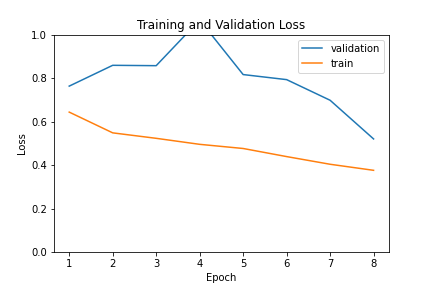 Training and Validation Loss
1.0
0.8
0.6
0.4
0.2
0.0
Loss
validation
train
1 2 3 4 5 6 7 8
Epoch